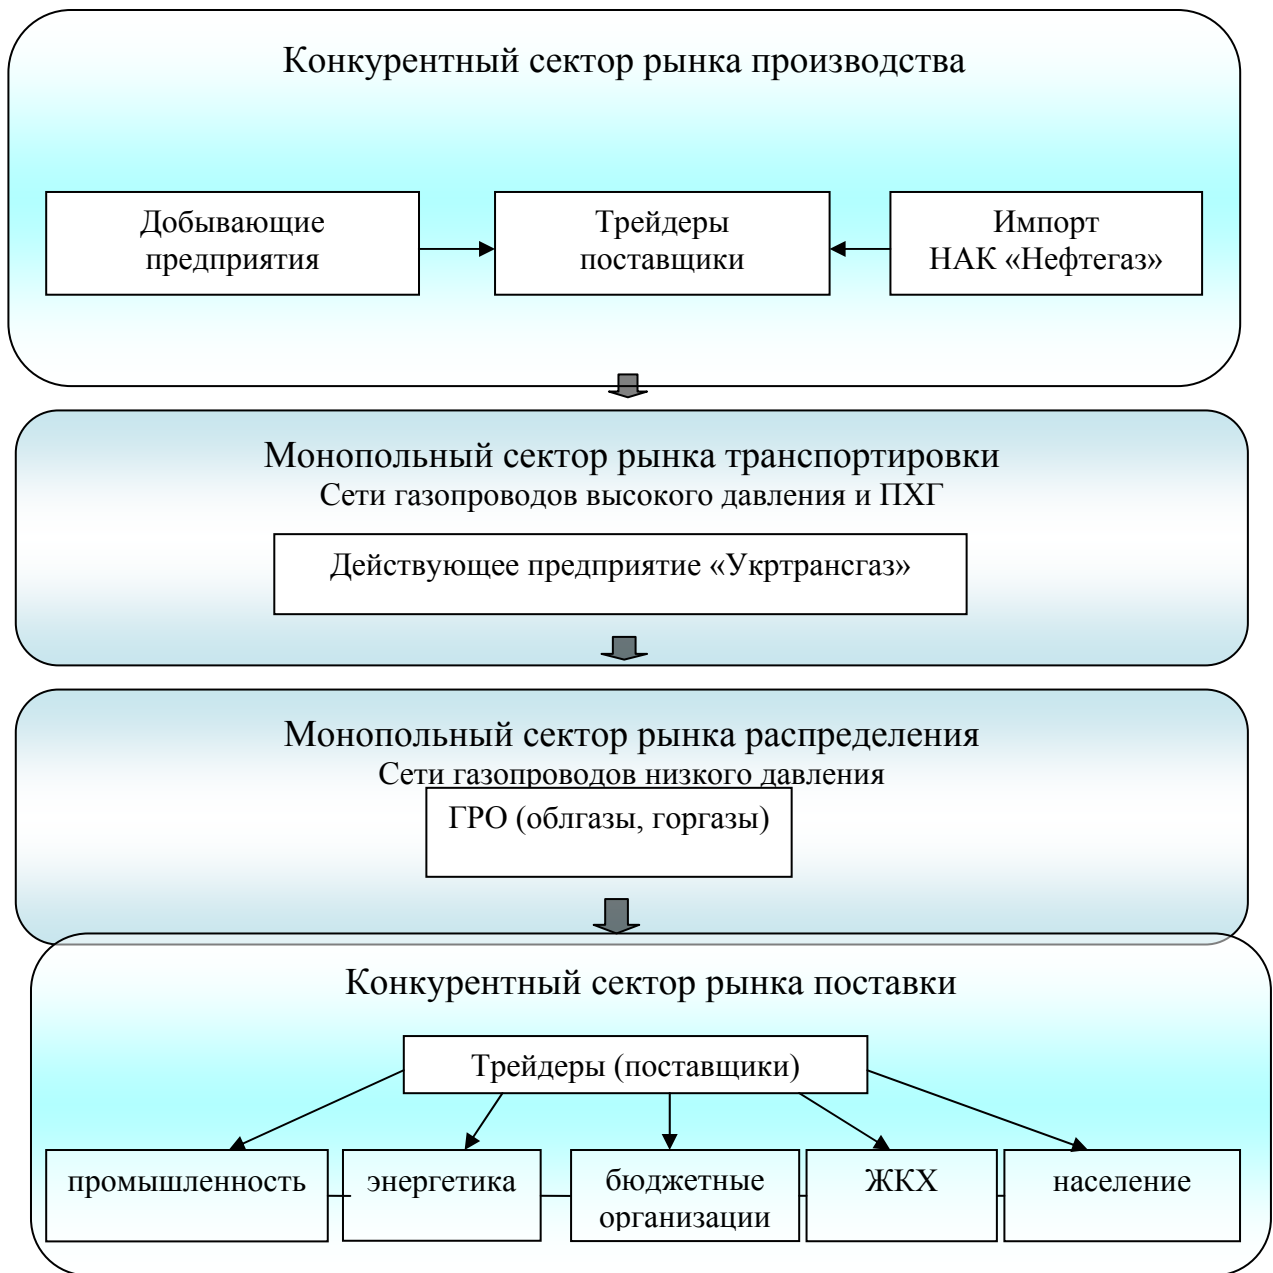 Конкурентный сектор рынка производства
Добывающие
предприятия
Трейдеры
поставщики
Импорт
НАК «Нефтегаз»
Монопольный сектор рынка транспортировки
Сети газопроводов высокого давления и ПХГ
Действующее предприятие «Укртрансгаз»
Монопольный сектор рынка распределения
Сети газопроводов низкого давления
ГРО (облгазы, горгазы)
Конкурентный сектор рынка поставки
Трейдеры (поставщики)
промышленность
энергетика
бюджетные
организации
ЖКХ
население